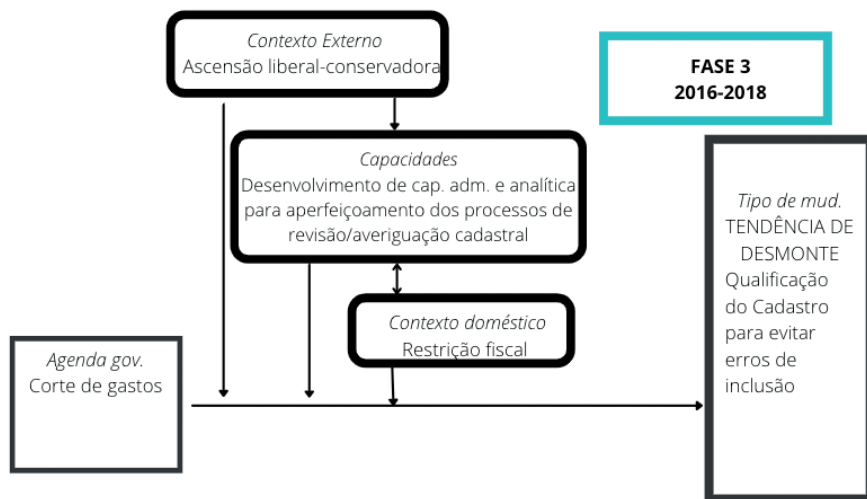 Contexto Externo
Ascensão liberal-conservadora
FASE 3
2016-2018
Capacidades
Desenvolvimento de cap. adm. e analítica
para aperfeiçoamento dos processos de
revisão/averiguação cadastral
Contexto doméstico
Restrição fiscal
Agenda gov.
Corte de gastos
Tipo de mud.
TENDÊNCIA DE
DESMONTE
Qualificação
do Cadastro
para evitar
erros de
inclusão